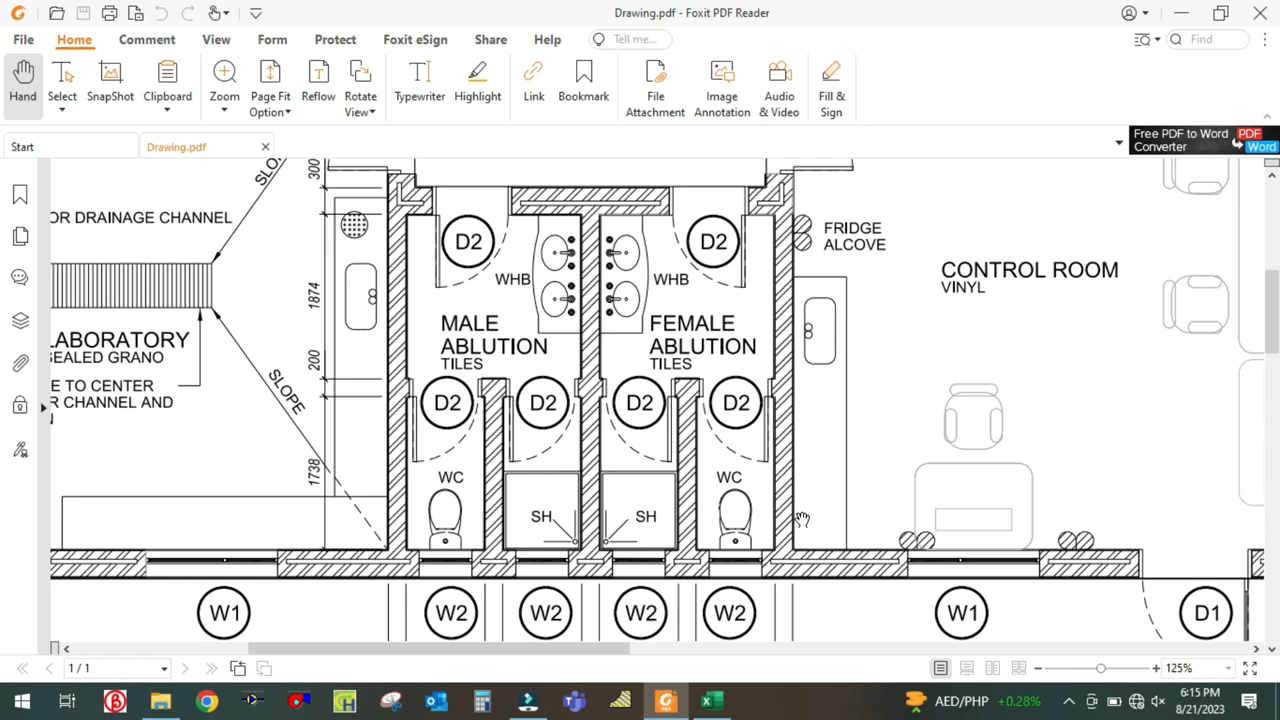 Drawing.pdf - Foxit PDF Reader
File Home Comment View Form Protect Foxit eSign Share Help Tell me... Find
Hand Select SnapShot Clipboard Zoom Page Fit Option Reflow Rotate View Typewriter Highlight Link Bookmark File Attachment Image Annotation Audio & Video Fill & Sign
Start Drawing.pdf
Free PDF to Word Converter PDF Word
300
SLO
OR DRAINAGE CHANNEL
D2
D2
FRIDGE
ALCOVE
WHB
WHB
CONTROL ROOM
VINYL
1874
MALE
ABLUTION
TILES
FEMALE
ABLUTION
TILES
LABORATORY
SEALED GRANO
200
E TO CENTER
R CHANNEL AND
N
SLOPE
D2
D2
D2
D2
1738
WC
WC
SH
SH
W1
W2
W2
W2
W2
W1
D1
1 / 1
125%
PDF
AED/PHP +0.28%
6:15 PM
8/21/2023